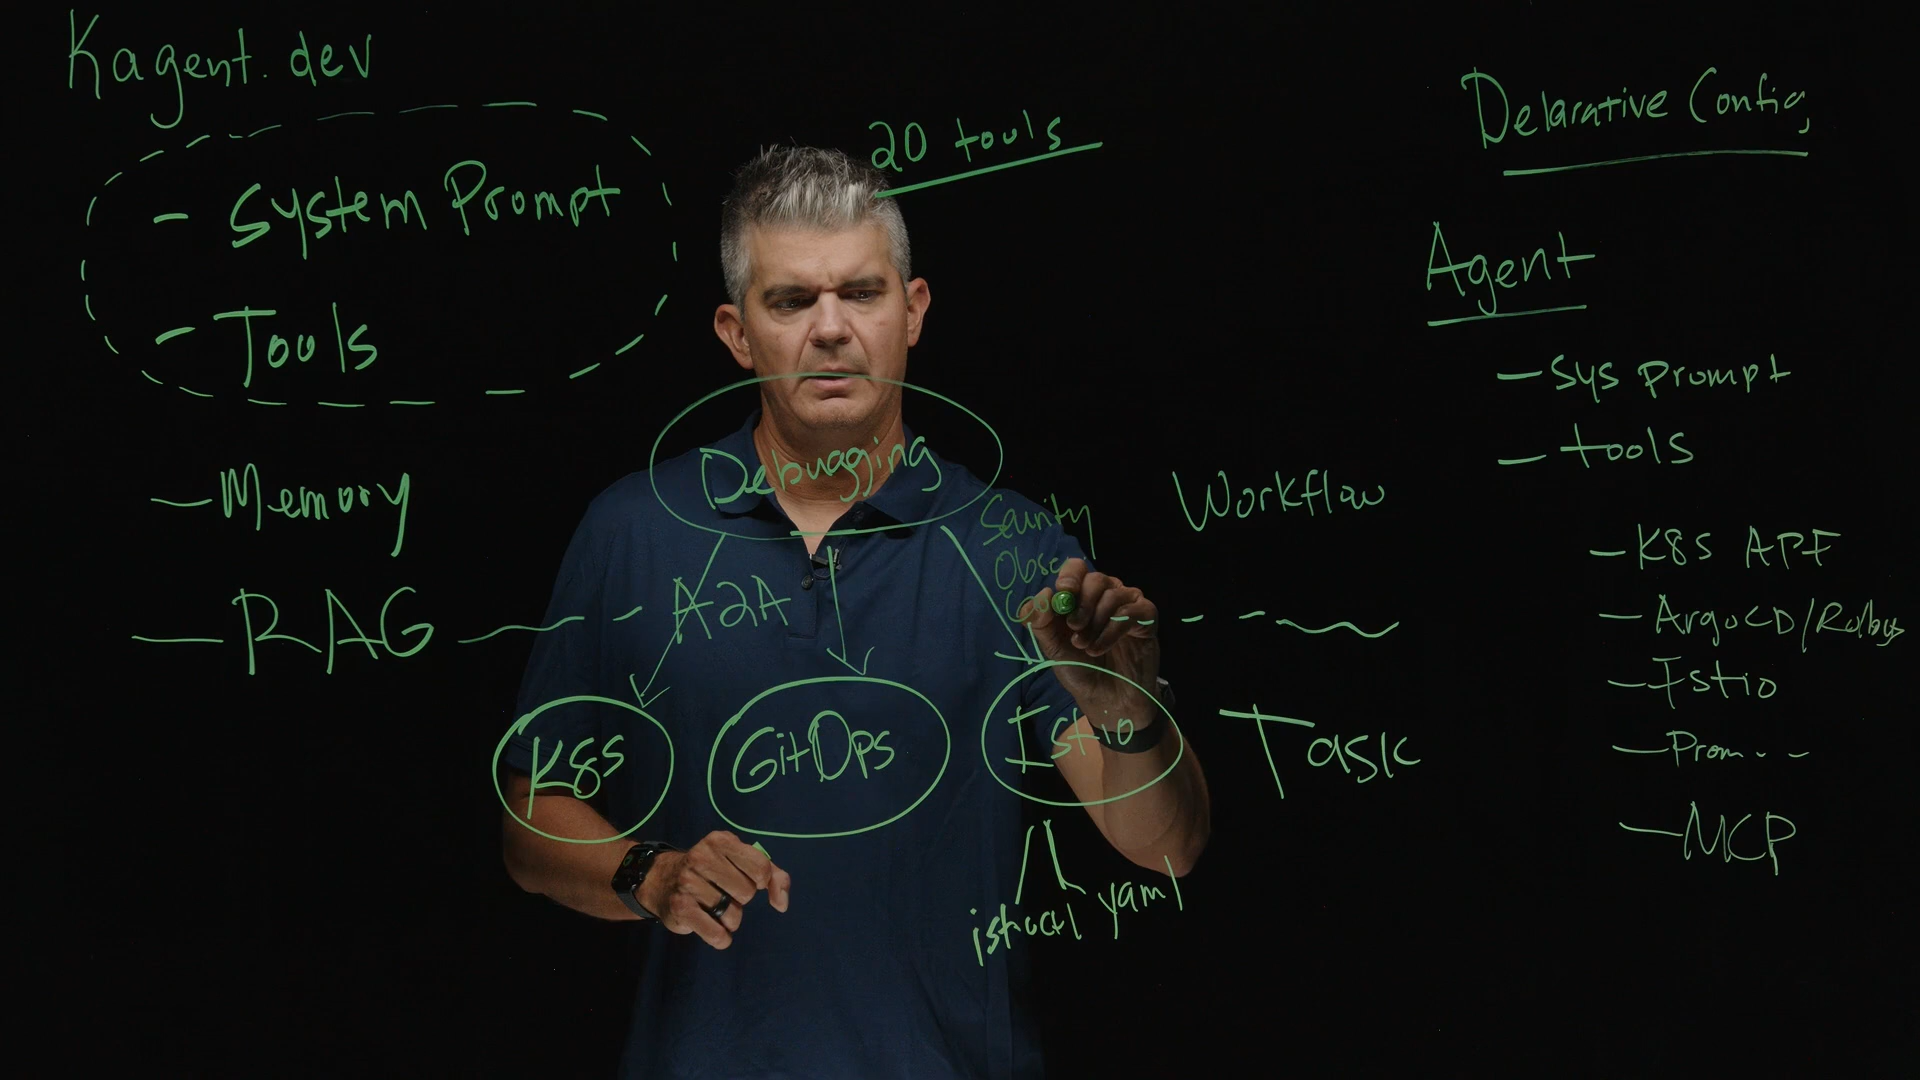 Kagent.dev
- System Prompt
- Tools
- Memory
- RAG
20 tools
Debugging
A2A
Security
K8s
GitOps
Istio
istioctl
yaml
Workflow
Task
Delarative Config
Agent
- Sys prompt
- tools
- K8s API
- ArgoCD/
- Istio
- Prom...
- MCP